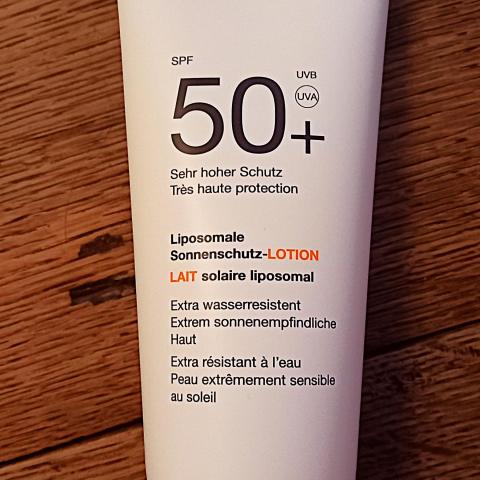 SPF
UVB
UVA
50+
Sehr hoher Schutz
Très haute protection
Liposomale
Sonnenschutz-LOTION
LAIT solaire liposomal
Extra wasserresistent
Extrem sonnenempfindliche
Haut
Extra résistant à l'eau
Peau extrêmement sensible
au soleil